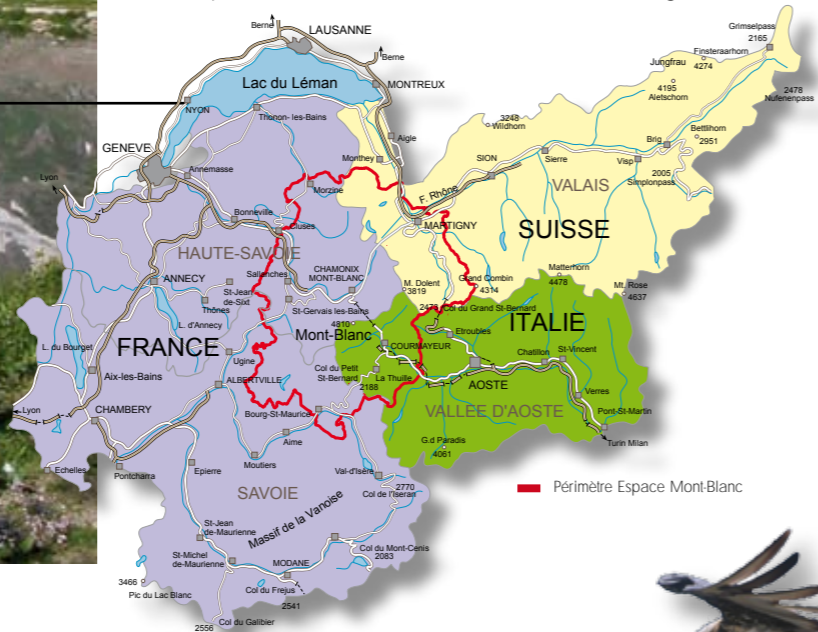 Berne
LAUSANNE
Berne
Grimselpass
2165
Finsteraarhorn
4274
Jungfrau
4195
Aletschorn
2478
Nufenenpass
Lac du Léman
MONTREUX
NYON
Thonon- les-Bains
Aigle
3248
Wildhorn
Bettlihorn
2951
Brig
GENEVE
Monthey
SION
Sierre
Visp
2005
Simplonpass
Lyon
Annemasse
Morzine
F. Rhône
VALAIS
Bonneville
Cluses
MARTIGNY
SUISSE
HAUTE-SAVOIE
ANNECY
Sallanches
CHAMONIX
MONT-BLANC
M. Dolent
3819
Grand Combin
4314
Matterhorn
4478
Mt. Rose
4637
St-Jean
de-Sixt
Thônes
St-Gervais les-Bains
2473
Col du Grand St-Bernard
L. d'Annecy
4810
Mont-Blanc
Etroubles
ITALIE
L. du Bourget
FRANCE
COURMAYEUR
Chatillon
St-Vincent
Ugine
Col du Petit
St-Bernard
2188
La Thuille
Aix-les-Bains
ALBERTVILLE
AOSTE
Verres
Lyon
CHAMBERY
Bourg-St-Maurice
VALLEE D'AOSTE
Pont-St-Martin
Aime
G.d Paradis
4061
Turin Milan
Echelles
Pontcharra
Epierre
Moutiers
Val-d'Isère
2770
Col de l'Iseran
SAVOIE
Massif de la Vanoise
Périmètre Espace Mont-Blanc
St-Jean
de-Maurienne
St-Michel
de-Maurienne
MODANE
Col du Mont-Cenis
2083
3466
Pic du Lac Blanc
Col du Frejus
2541
Col du Galibier
2556